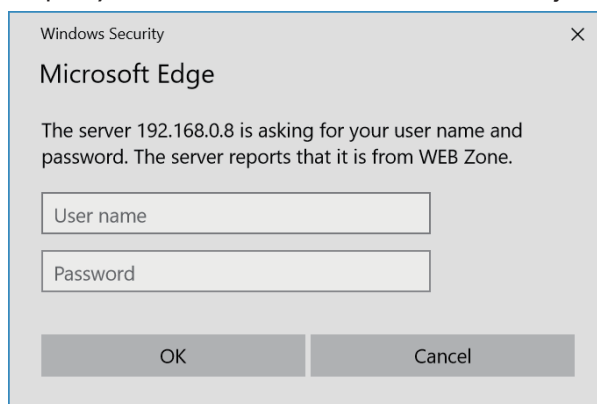 Windows Security
Microsoft Edge
The server 192.168.0.8 is asking for your user name and
password. The server reports that it is from WEB Zone.
User name
Password
OK
Cancel